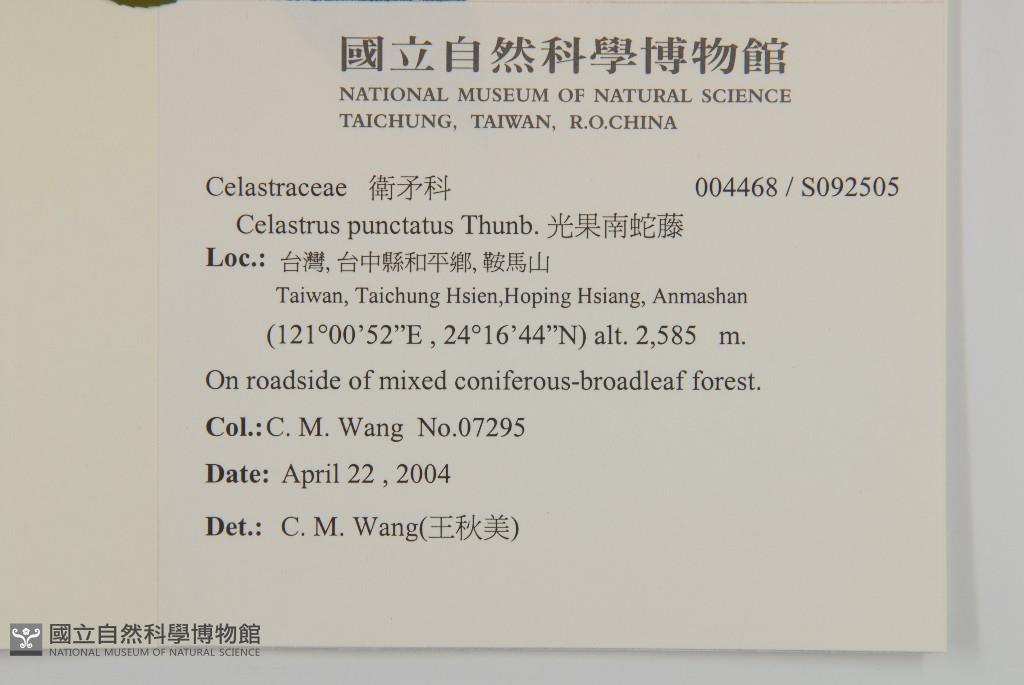 國立自然科學博物館
NATIONAL MUSEUM OF NATURAL SCIENCE
TAICHUNG, TAIWAN, R.O.CHINA
Celastraceae 衛矛科 004468 / S092505
Celastrus punctatus Thunb. 光果南蛇藤
Loc.: 台灣, 台中縣和平鄉, 鞍馬山
Taiwan, Taichung Hsien,Hoping Hsiang, Anmashan
(121°00’52”E , 24°16’44”N) alt. 2,585 m.
On roadside of mixed coniferous-broadleaf forest.
Col.: C. M. Wang No.07295
Date: April 22 , 2004
Det.: C. M. Wang(王秋美)
國立自然科學博物館
NATIONAL MUSEUM OF NATURAL SCIENCE